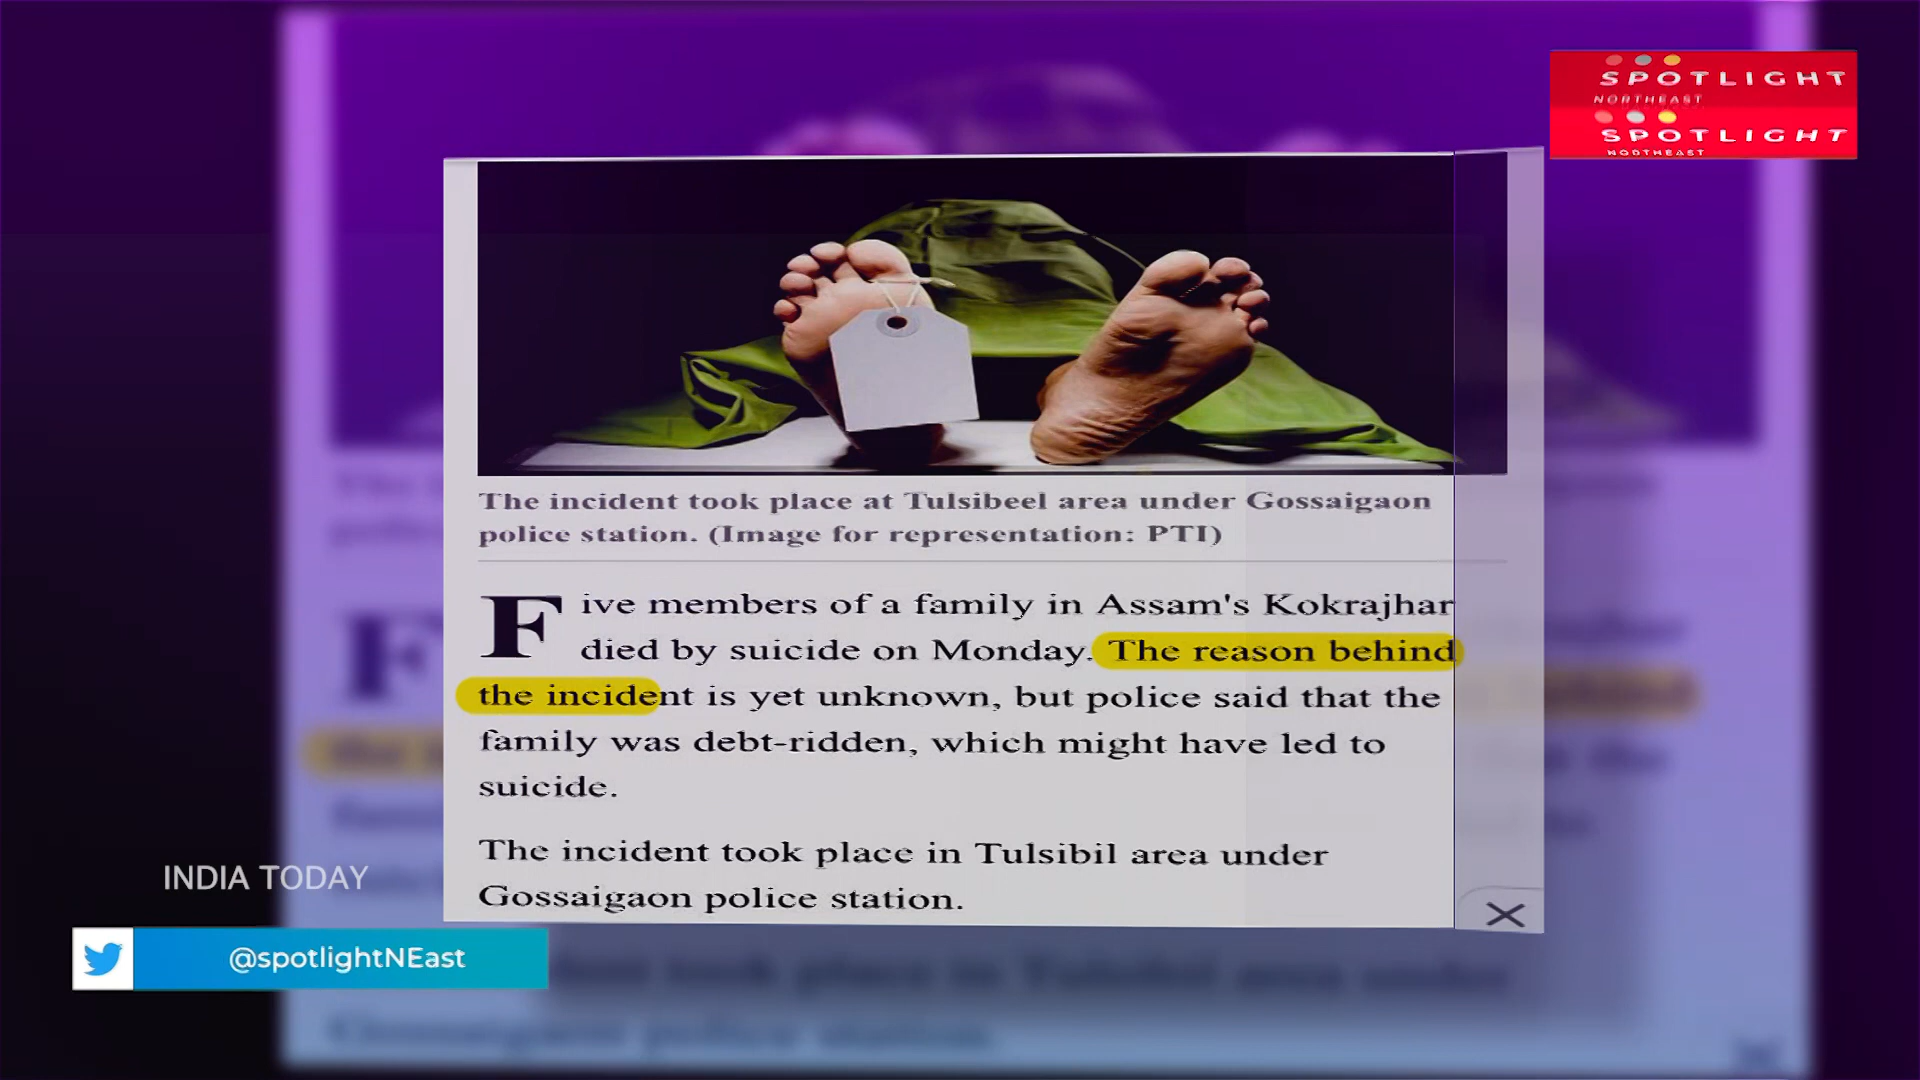 SPOTLIGHT
NORTHEAST
SPOTLIGHT
NORTHEAST
The incident took place at Tulsibeel area under Gossaigaon
police station. (Image for representation: PTI)
Five members of a family in Assam's Kokrajhar
died by suicide on Monday. The reason behind
the incident is yet unknown, but police said that the
family was debt-ridden, which might have led to
suicide.
The incident took place in Tulsibil area under
Gossaigaon police station.
INDIA TODAY
@spotlightNEast